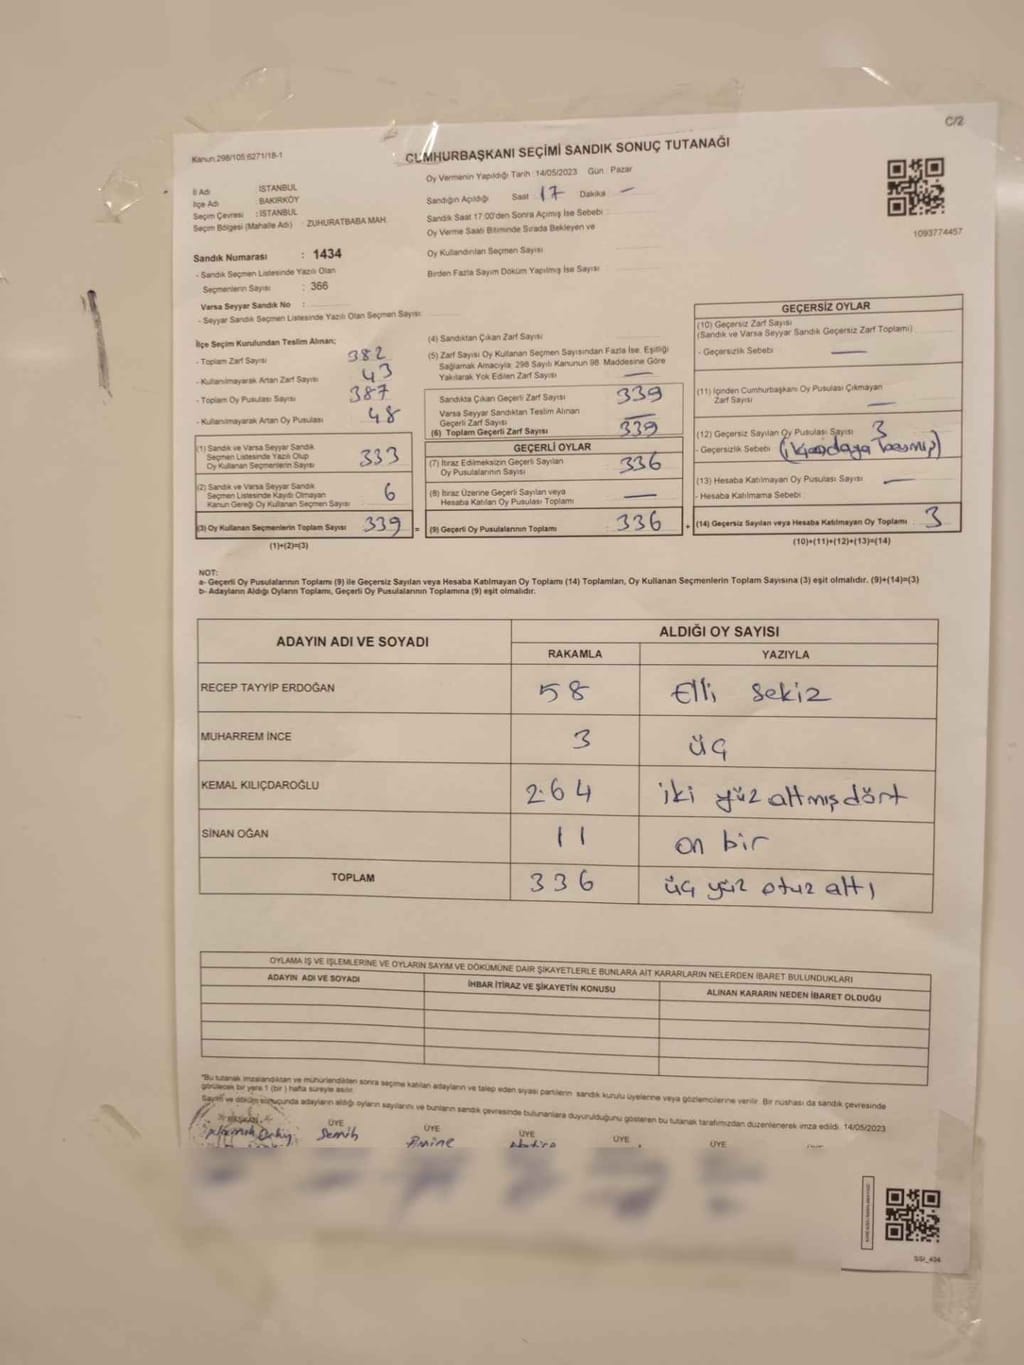 C/2
Kanun:298/105;6271/18-1
CUMHURBAŞKANI SEÇİMİ SANDIK SONUÇ TUTANAĞI
İl Adı : İSTANBUL
İlçe Adı BAKIRKÖY
Seçim Çevresi : İSTANBUL
Seçim Bölgesi (Mahalle Adı) : ZUHURATBABA MAH.
Sandık Numarası : 1434
- Sandık Seçmen Listesinde Yazılı Olan
Seçmenlerin Sayısı : 366
Varsa Seyyar Sandık No :
- Seyyar Sandık Seçmen Listesinde Yazılı Olan Seçmen Sayısı:
Oy Vermenin Yapıldığı Tarih :14/05/2023 Gün : Pazar
Sandığın Açıldığı Saat : 17 Dakika —
Sandık Saat 17:00'den Sonra Açılmış İse Sebebi :
Oy Verme Saati Bitiminde Sırada Bekleyen ve
Oy Kullandırılan Seçmen Sayısı
Birden Fazla Sayım Döküm Yapılmış İse Sayısı :
1093774457
İlçe Seçim Kurulundan Teslim Alınan;
- Toplam Zarf Sayısı 382
- Kullanılmayarak Artan Zarf Sayısı 43
- Toplam Oy Pusulası Sayısı 387
- Kullanılmayarak Artan Oy Pusulası 48
(1) Sandık ve Varsa Seyyar Sandık
Seçmen Listesinde Yazılı Olup
Oy Kullanan Seçmenlerin Sayısı 333
(2) Sandık ve Varsa Seyyar Sandık
Seçmen Listesinde Kaydı Olmayan
Kanun Gereği Oy Kullanan Seçmen Sayısı 6
(3) Oy Kullanan Seçmenlerin Toplam Sayısı 339 =
(1)+(2)=(3)
(4) Sandıktan Çıkan Zarf Sayısı
(5) Zarf Sayısı Oy Kullanan Seçmen Sayısından Fazla İse, Eşitliği
Sağlamak Amacıyla; 298 Sayılı Kanunun 98. Maddesine Göre
Yakılarak Yok Edilen Zarf Sayısı —
Sandıkta Çıkan Geçerli Zarf Sayısı 339
Varsa Seyyar Sandıktan Teslim Alınan
Geçerli Zarf Sayısı —
(6) Toplam Geçerli Zarf Sayısı 339
GEÇERLİ OYLAR
(7) İtiraz Edilmeksizin Geçerli Sayılan
Oy Pusulasının Sayısı 336
(8) İtiraz Üzerine Geçerli Sayılan veya
Hesaba Katılan Oy Pusulası Toplamı —
(9) Geçerli Oy Pusulalarının Toplamı 336 +
GEÇERSİZ OYLAR
(10) Geçersiz Zarf Sayısı
(Sandık ve Varsa Seyyar Sandık Geçersiz Zarf Toplamı)
- Geçersizlik Sebebi —
(11) İçinden Cumhurbaşkanı Oy Pusulası Çıkmayan
Zarf Sayısı —
(12) Geçersiz Sayılan Oy Pusulası Sayısı 3
- Geçersizlik Sebebi (iki adaya basmış)
(13) Hesaba Katılmayan Oy Pusulası Sayısı —
- Hesaba Katılmama Sebebi
(14) Geçersiz Sayılan veya Hesaba Katılmayan Oy Toplamı 3
(10)+(11)+(12)+(13)=(14)
NOT:
a- Geçerli Oy Pusulalarının Toplamı (9) ile Geçersiz Sayılan veya Hesaba Katılmayan Oy Toplamı (14) Toplamları, Oy Kullanan Seçmenlerin Toplam Sayısına (3) eşit olmalıdır. (9)+(14)=(3)
b- Adayların Aldığı Oyların Toplamı, Geçerli Oy Pusulalarının Toplamına (9) eşit olmalıdır.
ADAYIN ADI VE SOYADI ALDIĞI OY SAYISI
RAKAMLA YAZIYLA
RECEP TAYYİP ERDOĞAN 58 Elli sekiz
MUHARREM İNCE 3 üç
KEMAL KILIÇDAROĞLU 264 iki yüz altmış dört
SİNAN OĞAN 11 on bir
TOPLAM 336 üç yüz otuz altı
OYLAMA İŞ VE İŞLEMLERİNE VE OYLARIN SAYIM VE DÖKÜMÜNE DAİR ŞİKAYETLERLE BUNLARA AİT KARARLARIN NELERDEN İBARET BULUNDUKLARI
ADAYIN ADI VE SOYADI İHBAR İTİRAZ VE ŞİKAYETİN KONUSU ALINAN KARARIN NEDEN İBARET OLDUĞU
*Bu tutanak imzalandıktan ve mühürlendikten sonra seçime katılan adayların ve talep eden siyasi partilerin sandık kurulu üyelerine veya gözlemcilerine verilir. Bir nüshası da sandık çevresinde
görülecek bir yere 1 (bir) hafta süreyle asılır.
Sayım ve döküm sonuçunda adayların aldığı oyların sayılarını ve bunların sandık çevresinde bulunanlara duyurulduğunu gösteren bu tutanak tarafımızdan düzenlenerek imza edildi. 14/05/2023
BAŞKAN ÜYE ÜYE ÜYE ÜYE ÜYE
Semih Emine
SSI_404